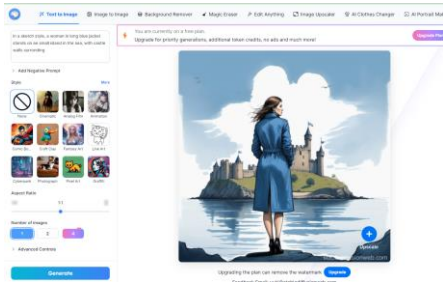 Text to Image
Image to Image
Background Remover
Magic Eraser
Edit Anything
Image Upscale
AI Clothes Changer
AI Portrait
You are currently on a free plan.
Upgrade for priority generations, additional token credits, no ads and much more!
Upgrade
In a sketch style, a woman in long blue jacket
stands on an small island in the sea, with castle
walls surrounding
Add Negative Prompt
Style
More
None
Cinematic
Analog Film
Animation
Craft Clay
Fantasy Art
Line Art
Cyberpunk
Photograph
Pixel Art
Graffiti
Aspect Ratio
1:1
Number of Images
1
2
4
Advanced Controls
Generate
Upscale
Upgrading the plan can remove the watermark
Upgrade